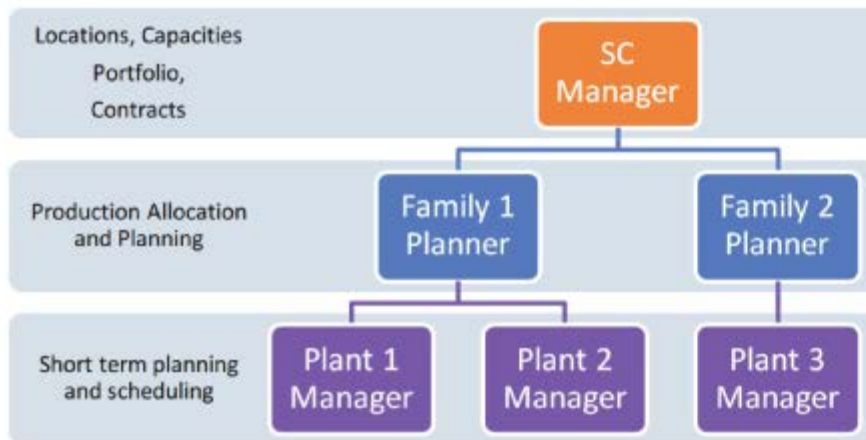 Locations, Capacities
Portfolio,
Contracts
SC
Manager
Production Allocation
and Planning
Family 1
Planner
Family 2
Planner
Short term planning
and scheduling
Plant 1
Manager
Plant 2
Manager
Plant 3
Manager